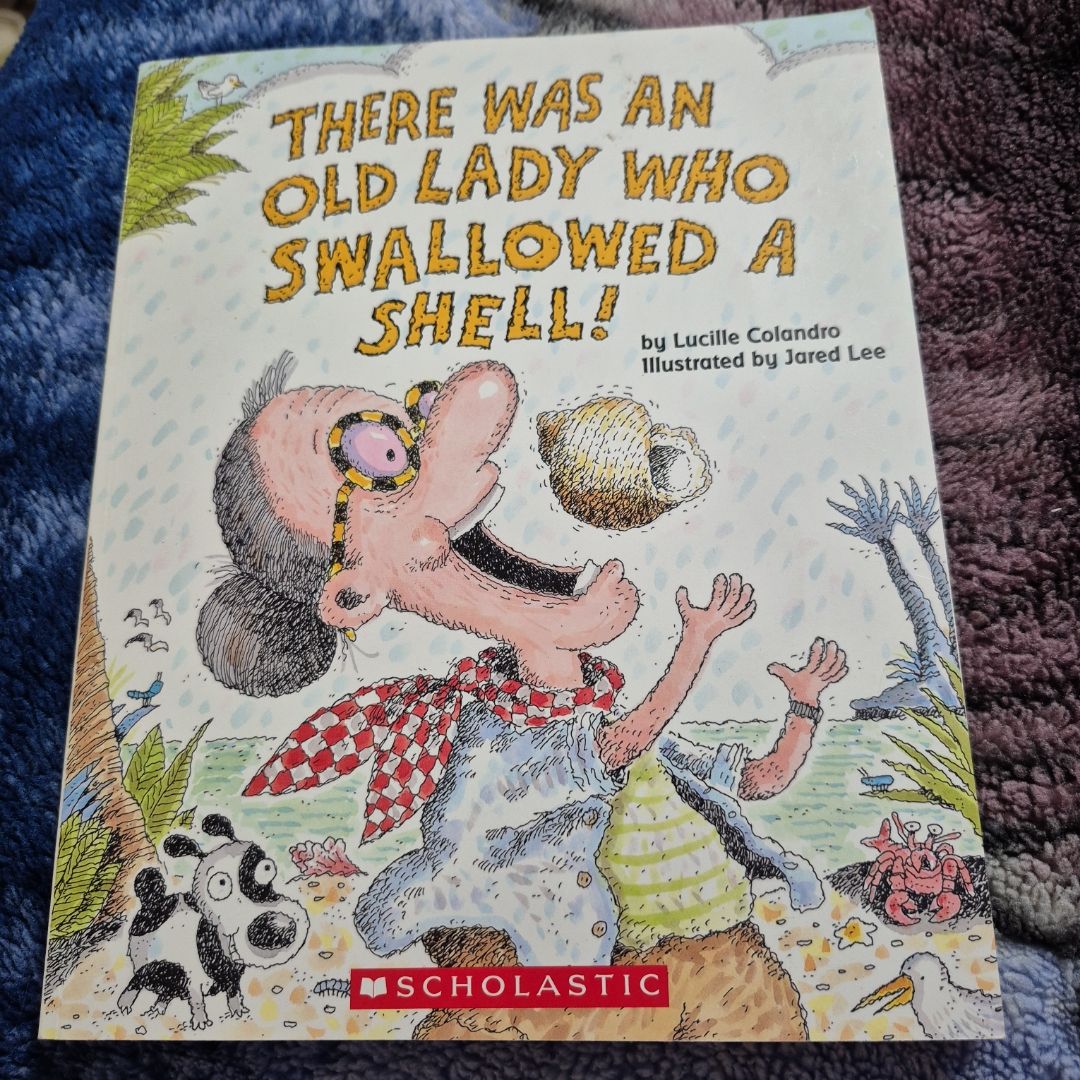 THERE WAS AN
OLD LADY WHO
SWALLOWED A
SHELL!
by Lucille Colandro
Illustrated by Jared Lee
SCHOLASTIC